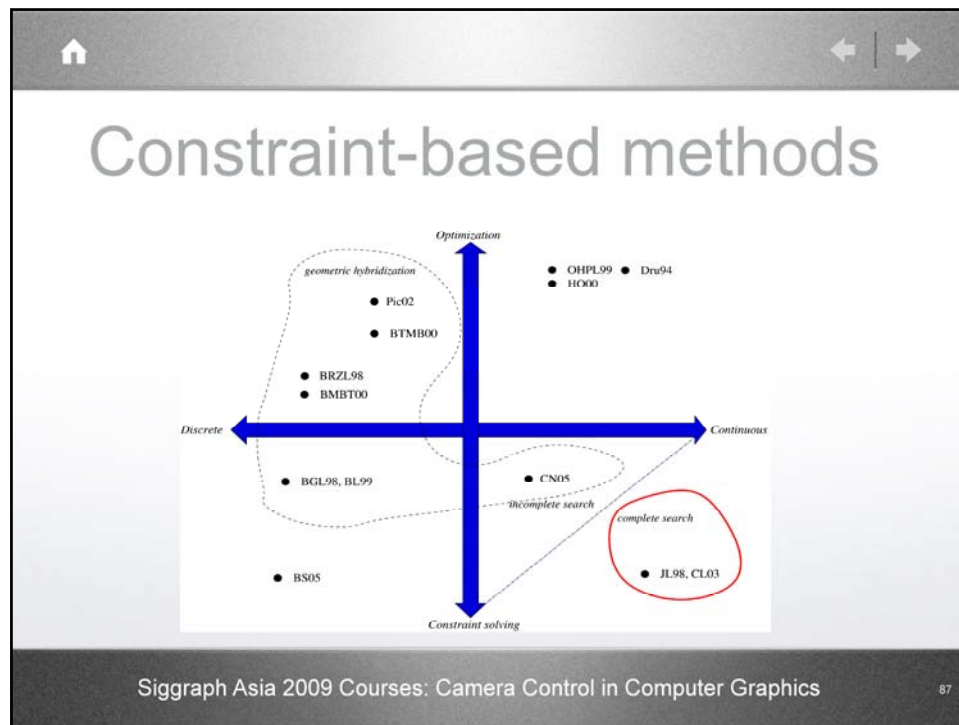 Constraint-based methods
Optimization
geometric hybridization
OHPL99
Dru94
HO00
Pic02
BTMB00
BRZL98
BMBT00
Discrete
Continuous
BGL98, BL99
CN05
incomplete search
complete search
BS05
JL98, CL03
Constraint solving
Siggraph Asia 2009 Courses: Camera Control in Computer Graphics
87